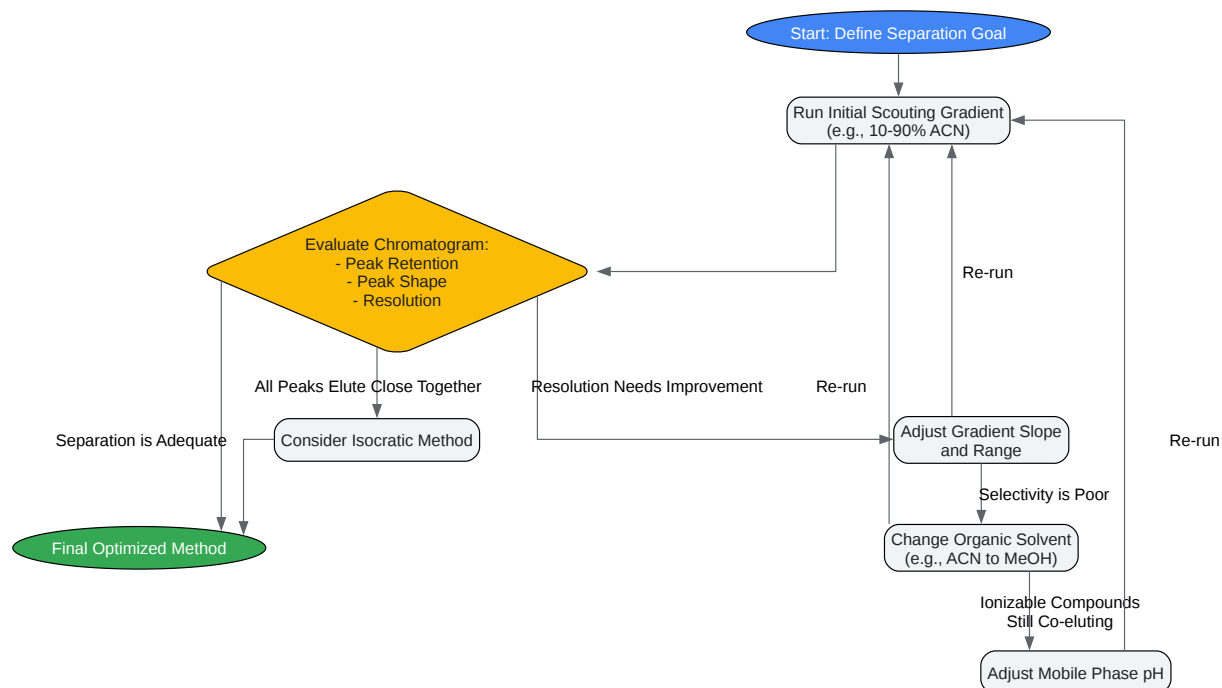 Start: Define Separation Goal
Run Initial Scouting Gradient
(e.g., 10-90% ACN)
Evaluate Chromatogram:
- Peak Retention
- Peak Shape
- Resolution
Re-run
All Peaks Elute Close Together
Resolution Needs Improvement
Re-run
Separation is Adequate
Consider Isocratic Method
Adjust Gradient Slope
and Range
Re-run
Selectivity is Poor
Final Optimized Method
Change Organic Solvent
(e.g., ACN to MeOH)
Ionizable Compounds
Still Co-eluting
Adjust Mobile Phase pH